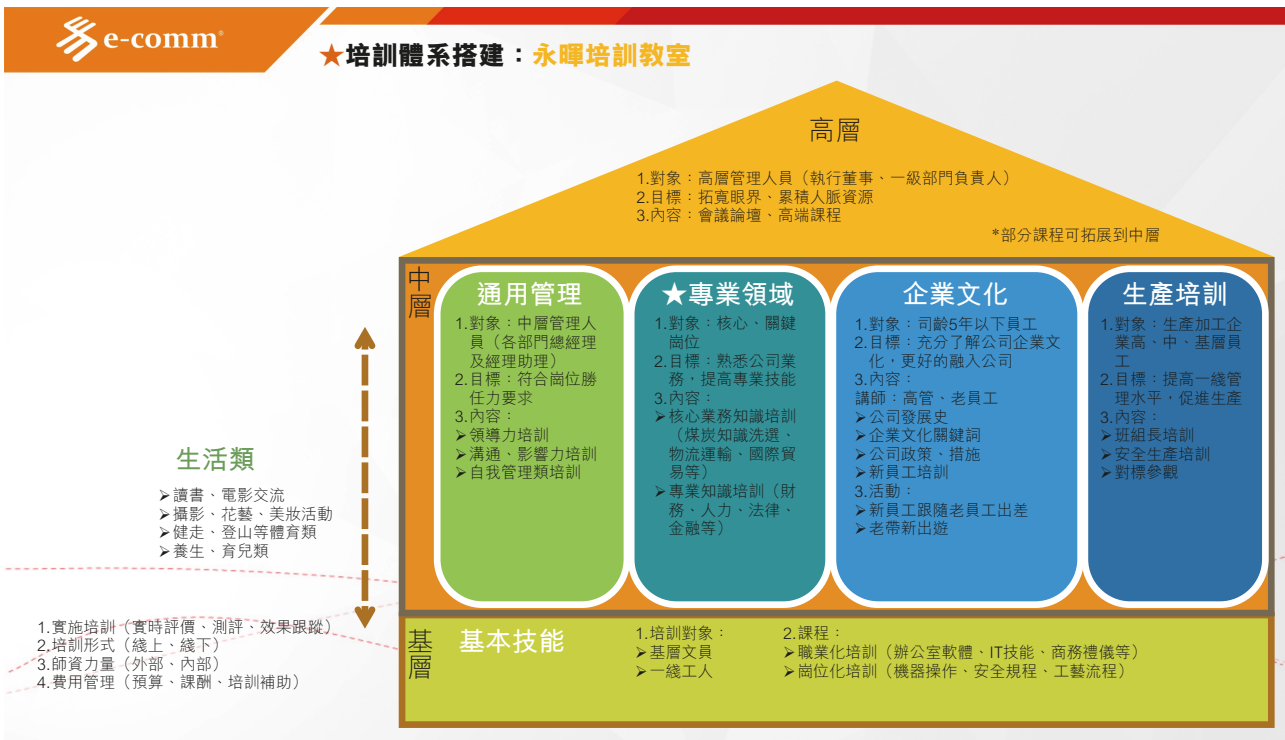 e-comm®
★培訓體系搭建：永暉培訓教室
高層
1.對象：高層管理人員（執行董事、一級部門負責人）
2.目標：拓寬眼界、累積人脈資源
3.內容：會議論壇、高端課程
*部分課程可拓展到中層
中層
通用管理
1.對象：中層管理人
員（各部門總經理
及經理助理）
2.目標：符合崗位勝
任力要求
3.內容：
➢領導力培訓
➢溝通、影響力培訓
➢自我管理類培訓
★專業領域
1.對象：核心、關鍵
崗位
2.目標：熟悉公司業
務，提高專業技能
3.內容：
➢核心業務知識培訓
（煤炭知識洗選、
物流運輸、國際貿
易等）
➢專業知識培訓（財
務、人力、法律、
金融等）
企業文化
1.對象：司齡5年以下員工
2.目標：充分了解公司企業文
化，更好的融入公司
3.內容：
講師：高管、老員工
➢公司發展史
➢企業文化關鍵詞
➢公司政策、措施
➢新員工培訓
3.活動：
➢新員工跟隨老員工出差
➢老帶新出遊
生產培訓
1.對象：生產加工企
業高、中、基層員
工
2.目標：提高一綫管
理水平，促進生產
3.內容：
➢班組長培訓
➢安全生產培訓
➢對標參觀
生活類
➢讀書、電影交流
➢攝影、花藝、美妝活動
➢健走、登山等體育類
➢養生、育兒類
1.實施培訓（實時評價、測評、效果跟蹤）
2.培訓形式（綫上、綫下）
3.師資力量（外部、內部）
4.費用管理（預算、課酬、培訓補助）
基層
基本技能
1.培訓對象：
➢基層文員
➢一綫工人
2.課程：
➢職業化培訓（辦公室軟體、IT技能、商務禮儀等）
➢崗位化培訓（機器操作、安全規程、工藝流程）